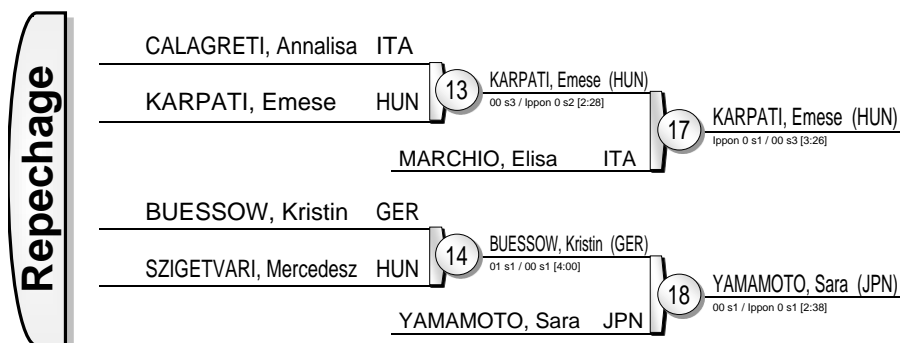 Repechage
CALAGRETI, Annalisa ITA
KARPATI, Emese HUN
13
KARPATI, Emese (HUN)
00 s3 / Ippon 0 s2 [2:28]
MARCHIO, Elisa ITA
17
KARPATI, Emese (HUN)
Ippon 0 s1 / 00 s3 [3:26]
BUESSOW, Kristin GER
SZIGETVARI, Mercedesz HUN
14
BUESSOW, Kristin (GER)
01 s1 / 00 s1 [4:00]
YAMAMOTO, Sara JPN
18
YAMAMOTO, Sara (JPN)
00 s1 / Ippon 0 s1 [2:38]